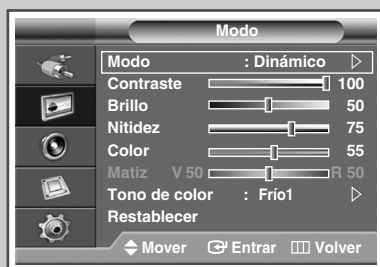 Modo
Modo : Dinámico
Contraste 100
Brillo 50
Nitidez 75
Color 55
Matiz V 50 R 50
Tono de color : Frío1
Restablecer
Mover Entrar Volver